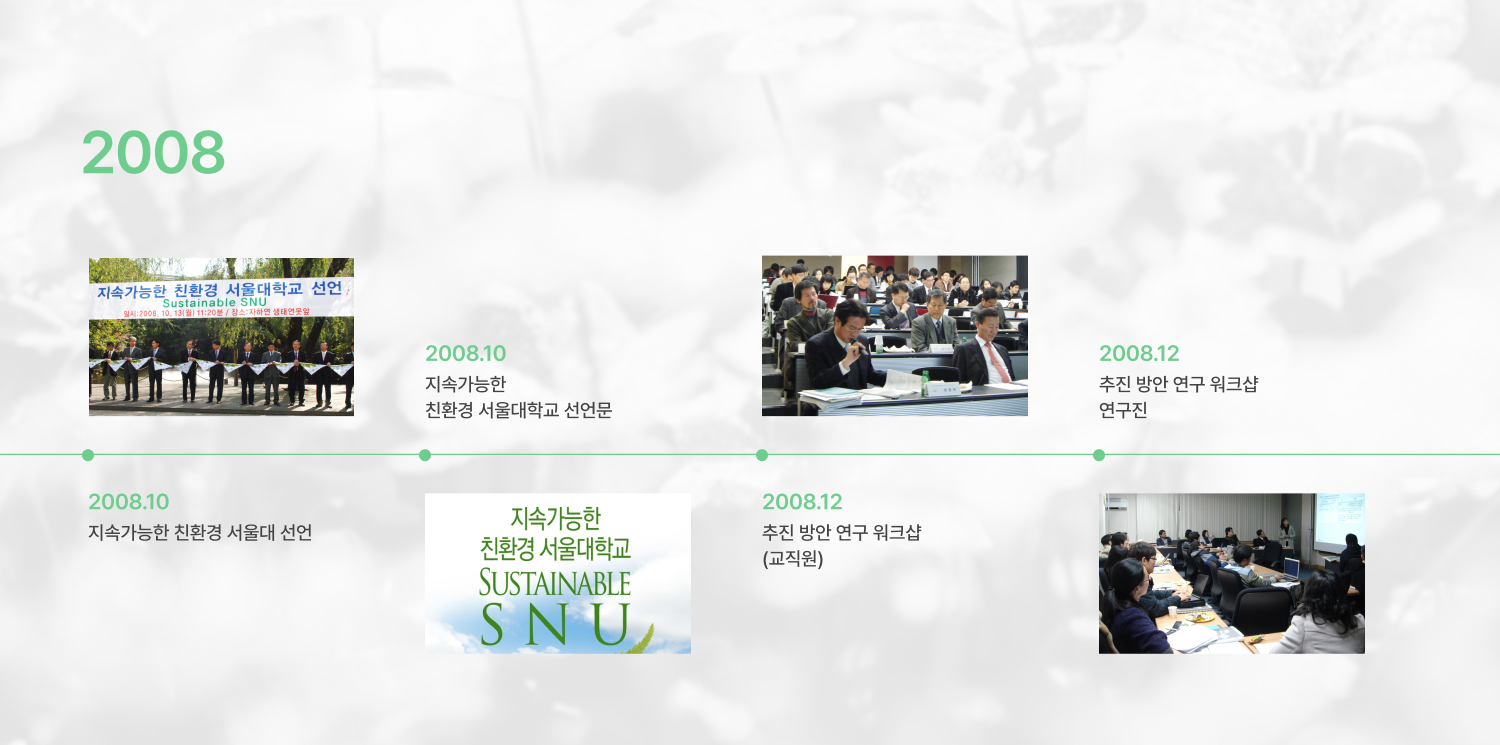 2008
지속가능한 친환경 서울대학교 선언
Sustainable SNU
일시:2008. 10. 13(월) 11:20분 / 장소:자하연 생태연못앞
2008.10
지속가능한 친환경 서울대 선언
2008.10
지속가능한
친환경 서울대학교 선언문
지속가능한
친환경 서울대학교
SUSTAINABLE
SNU
2008.12
추진 방안 연구 워크샵
(교직원)
2008.12
추진 방안 연구 워크샵
연구진